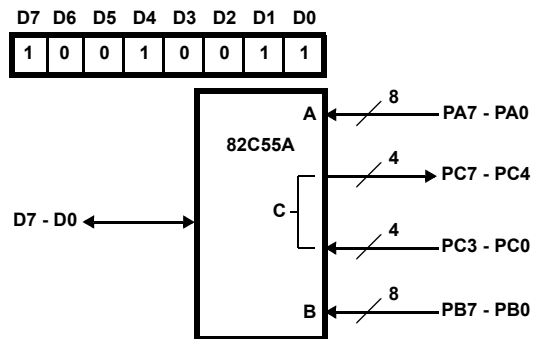 D7 D6 D5 D4 D3 D2 D1 D0
1 0 0 1 0 0 1 1
A 8 PA7 - PA0
82C55A
4 PC7 - PC4
D7 - D0 C
4 PC3 - PC0
B 8 PB7 - PB0